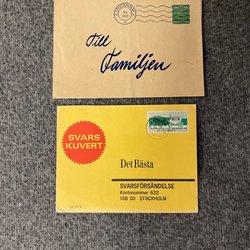 Till
Familjen
SVARS
KUVERT
Det Bästa
SVARSFÖRSÄNDELSE
Kontonummer 632
108 00 STOCKHOLM